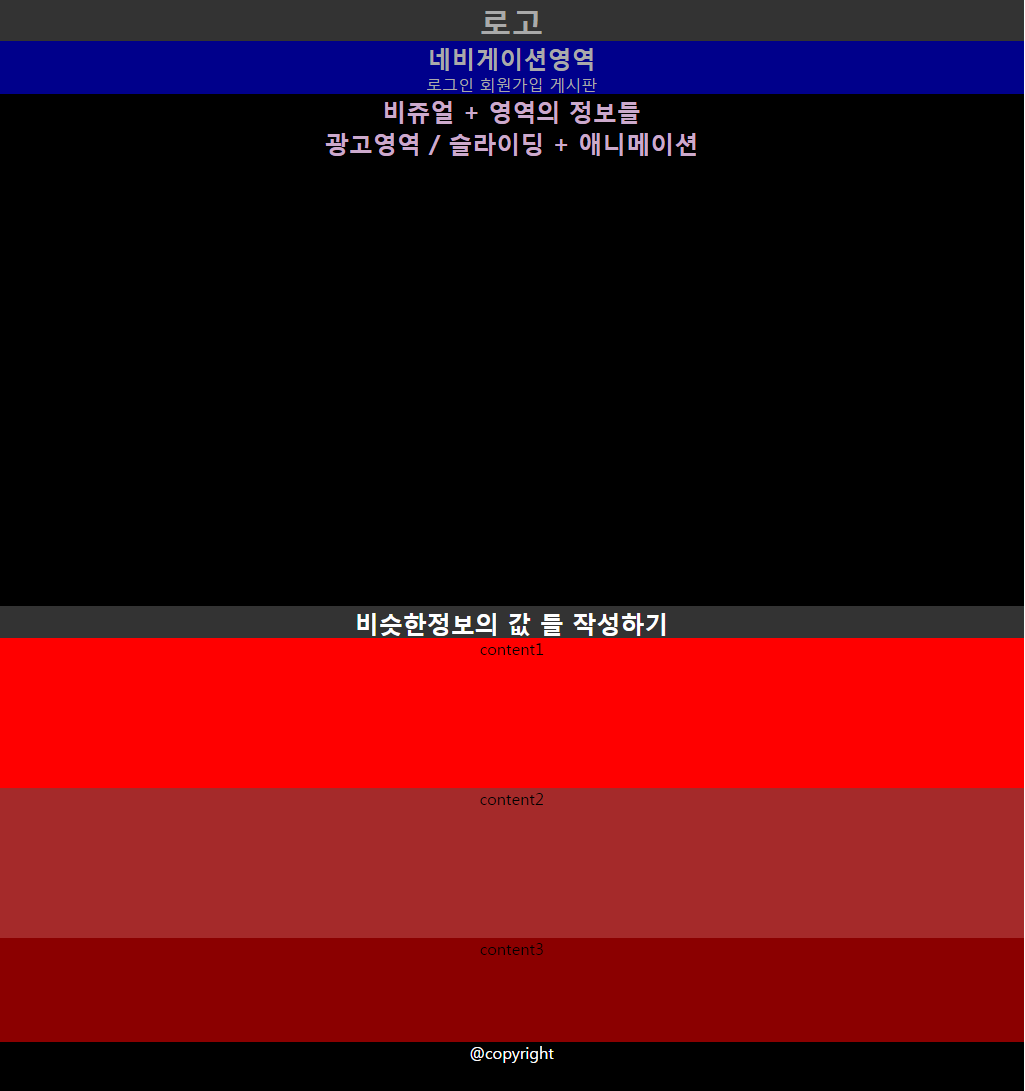 로고
네비게이션영역
로그인 회원가입 게시판
비쥬얼 + 영역의 정보들
광고영역 / 슬라이딩 + 애니메이션
비슷한정보의 값 들 작성하기
content1
content2
content3
@copyright